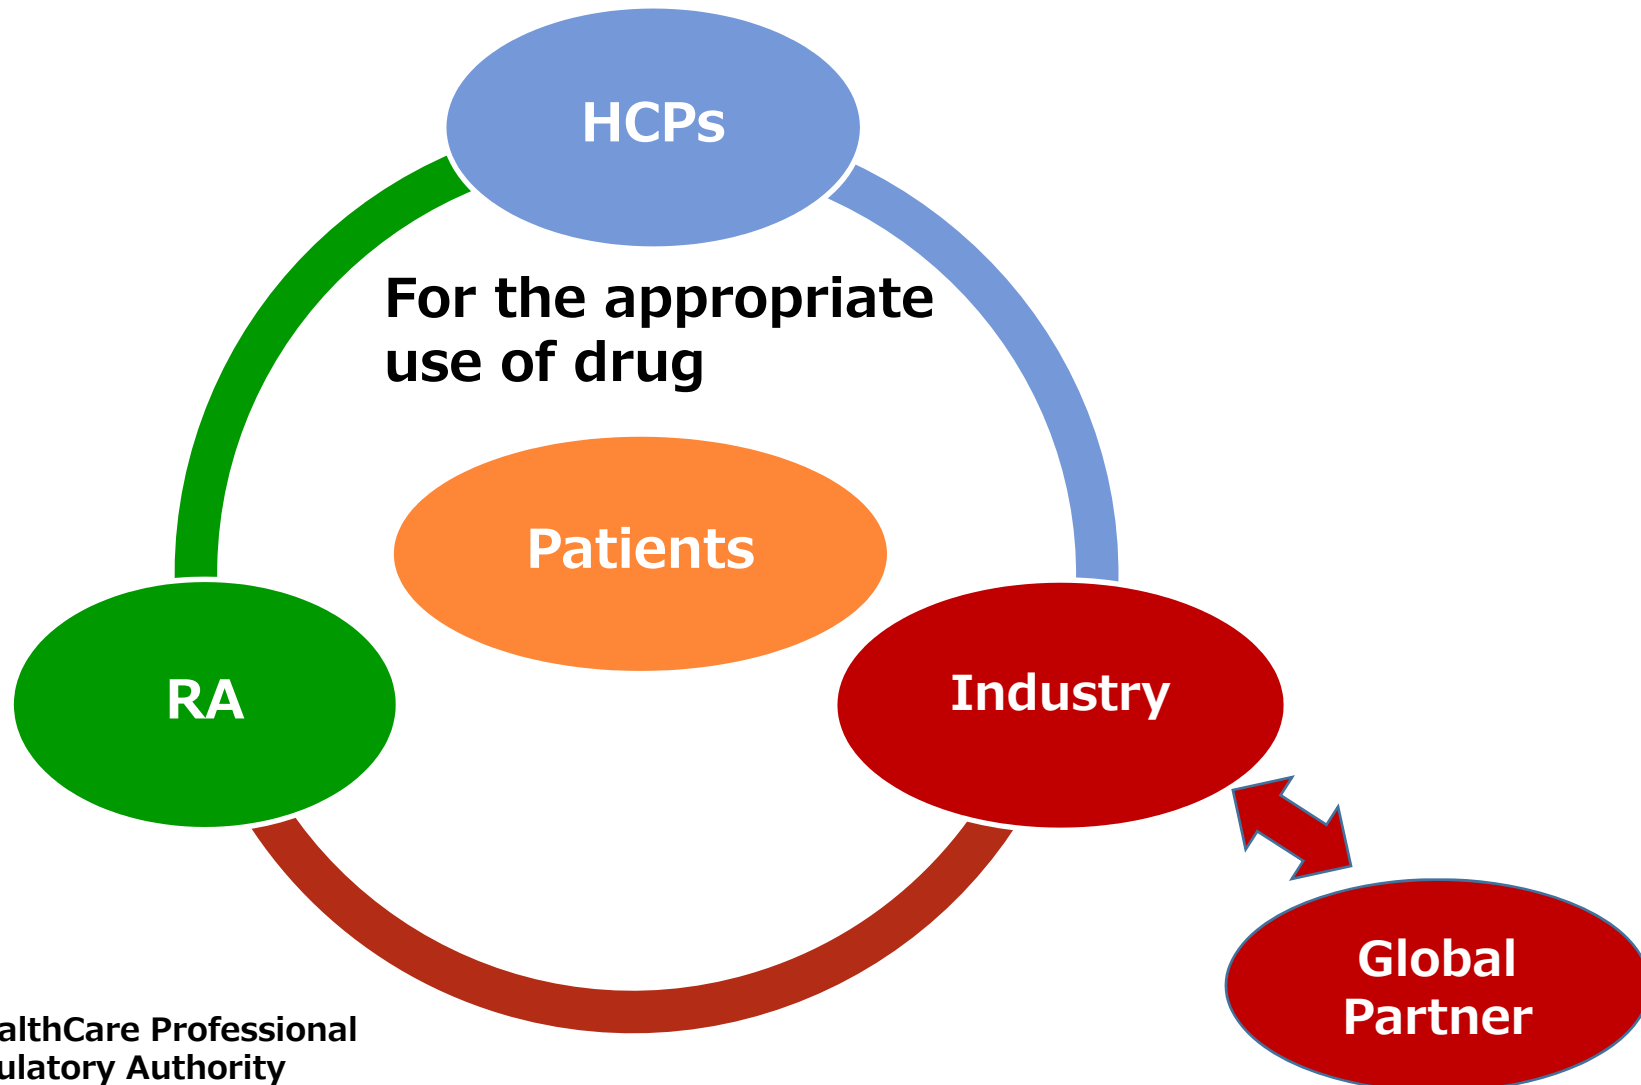 HCPs
For the appropriate
use of drug
Patients
RA
Industry
Global
Partner
althCare Professional
ulatory Authority